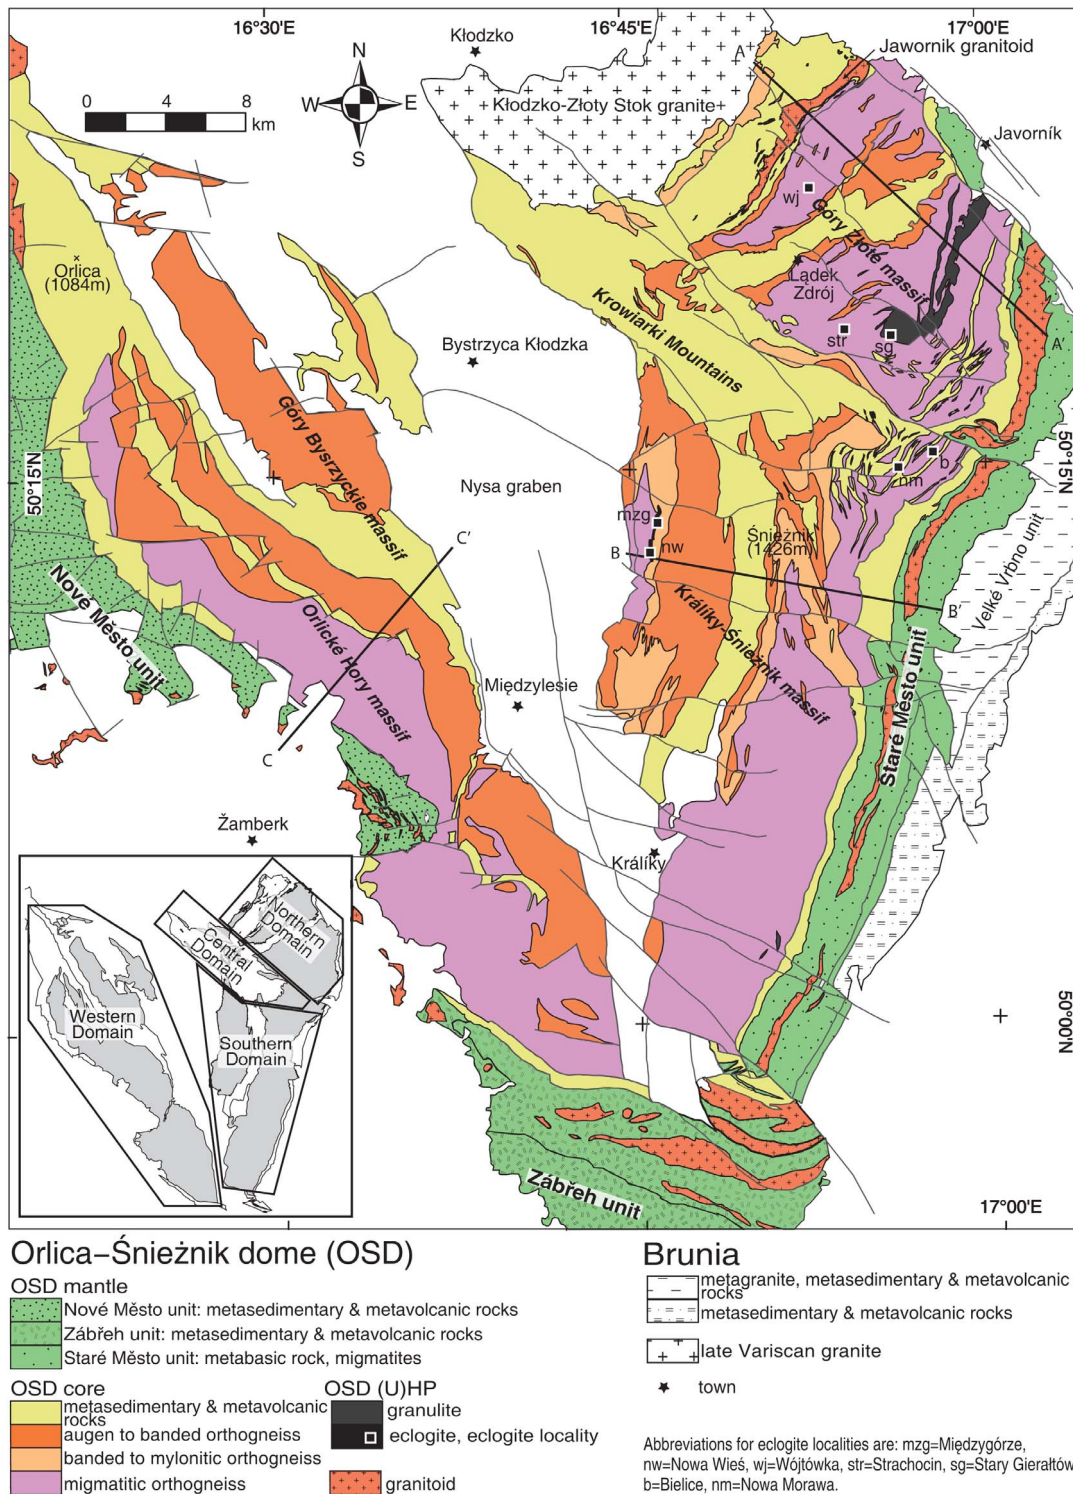 16°30'E
16°45'E
17°00'E
Kłodzko
N
W
E
S
0 4 8
km
Kłodzko-Złoty Stok granite
A
Jawornik granitoid
Javorník
wj
Góry Złote massif
Orlica
(1084m)
Lądek
Zdrój
Krowiarki Mountains
str
sg
A'
Bystrzyca Kłodzka
Góry Bysrzyckie massif
50°15'N
50°15'N
Nysa graben
b
nm
mzg
nw
B
Śnieżnik
(1426m)
B'
C'
Velké Vrbno unit
Nové Město unit
Orlické Hory massif
Králíky-Śnieżnik massif
Międzylesie
Staré Město unit
C
Žamberk
Králíky
Northern
Domain
Central
Domain
Western
Domain
Southern
Domain
50°00'N
Zábřeh unit
17°00'E
Orlica–Śnieżnik dome (OSD)
OSD mantle
Nové Město unit: metasedimentary & metavolcanic rocks
Zábřeh unit: metasedimentary & metavolcanic rocks
Staré Město unit: metabasic rock, migmatites
OSD core
metasedimentary & metavolcanic
rocks
augen to banded orthogneiss
banded to mylonitic orthogneiss
migmatitic orthogneiss
OSD (U)HP
granulite
eclogite, eclogite locality
granitoid
Brunia
metagranite, metasedimentary & metavolcanic
rocks
metasedimentary & metavolcanic rocks
late Variscan granite
town
Abbreviations for eclogite localities are: mzg=Międzygórze,
nw=Nowa Wieś, wj=Wójtówka, str=Strachocin, sg=Stary Gierałtów
b=Bielice, nm=Nowa Morawa.